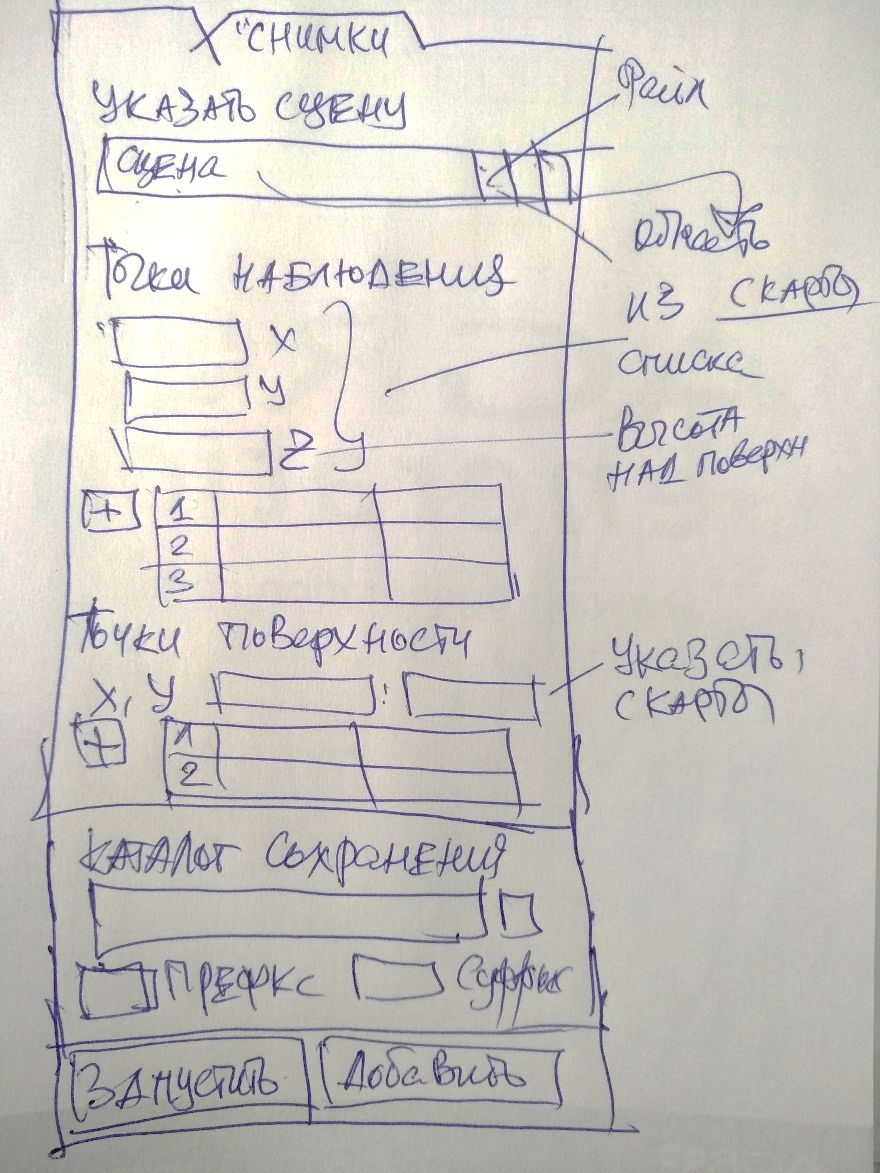 "СНИМКИ
УКАЗАТЬ СЦЕНУ
Файл
Сцена
область
Точка НАБЛЮДЕНИЯ
ИЗ С КАРТЫ
списка
X
У
Z
Высота
НАД поверхн
+ 1
2
3
Точки поверхности
Указать,
С КАРТЫ
X, У :
+ 1
2
КАТАЛОГ Сохранения
ПРЕФКС Суффикс
ЗАПУСТИТЬ Добавить